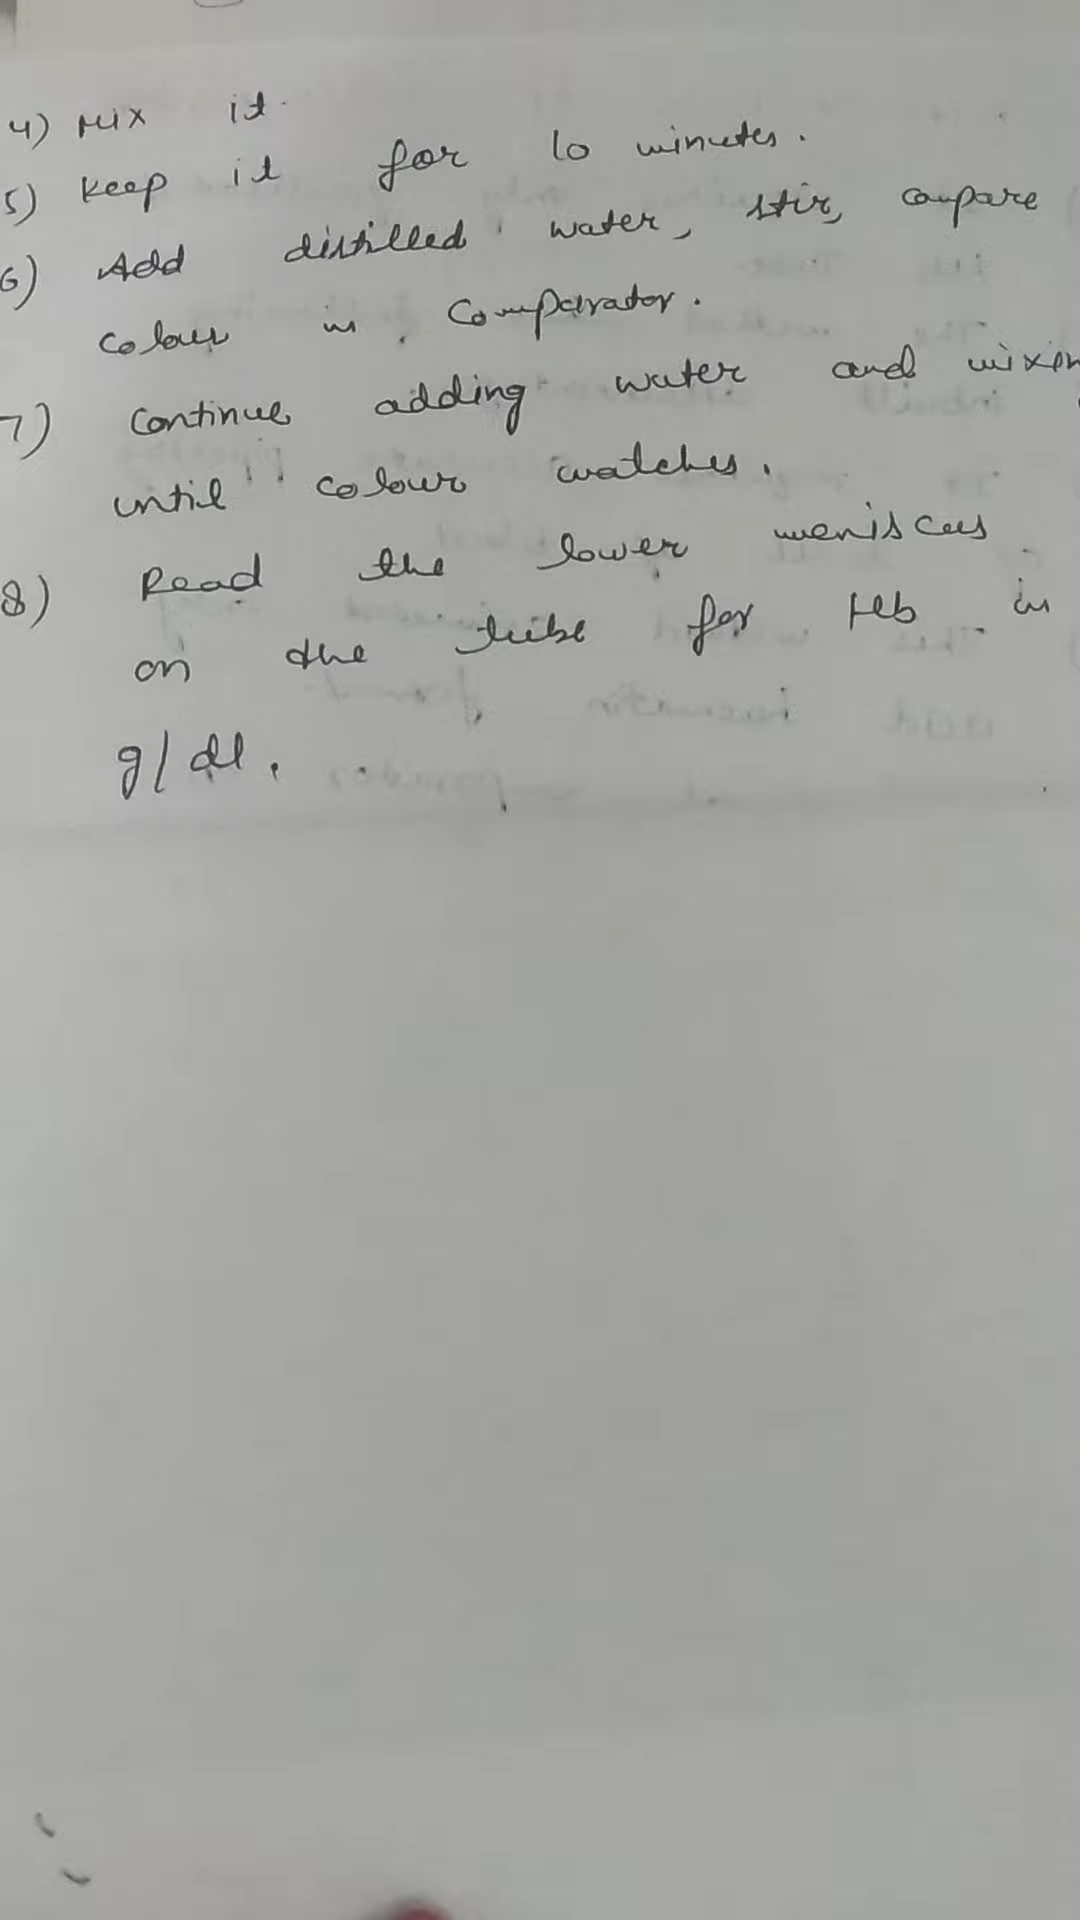 4) Mix it.
5) Keep it for 10 minutes.
6) Add distilled water, stir, compare
colour in Comparator.
7) Continue adding water and mixin
until colour matches.
8) Read the lower meniscus
on the tube for Hb in
g/dl.